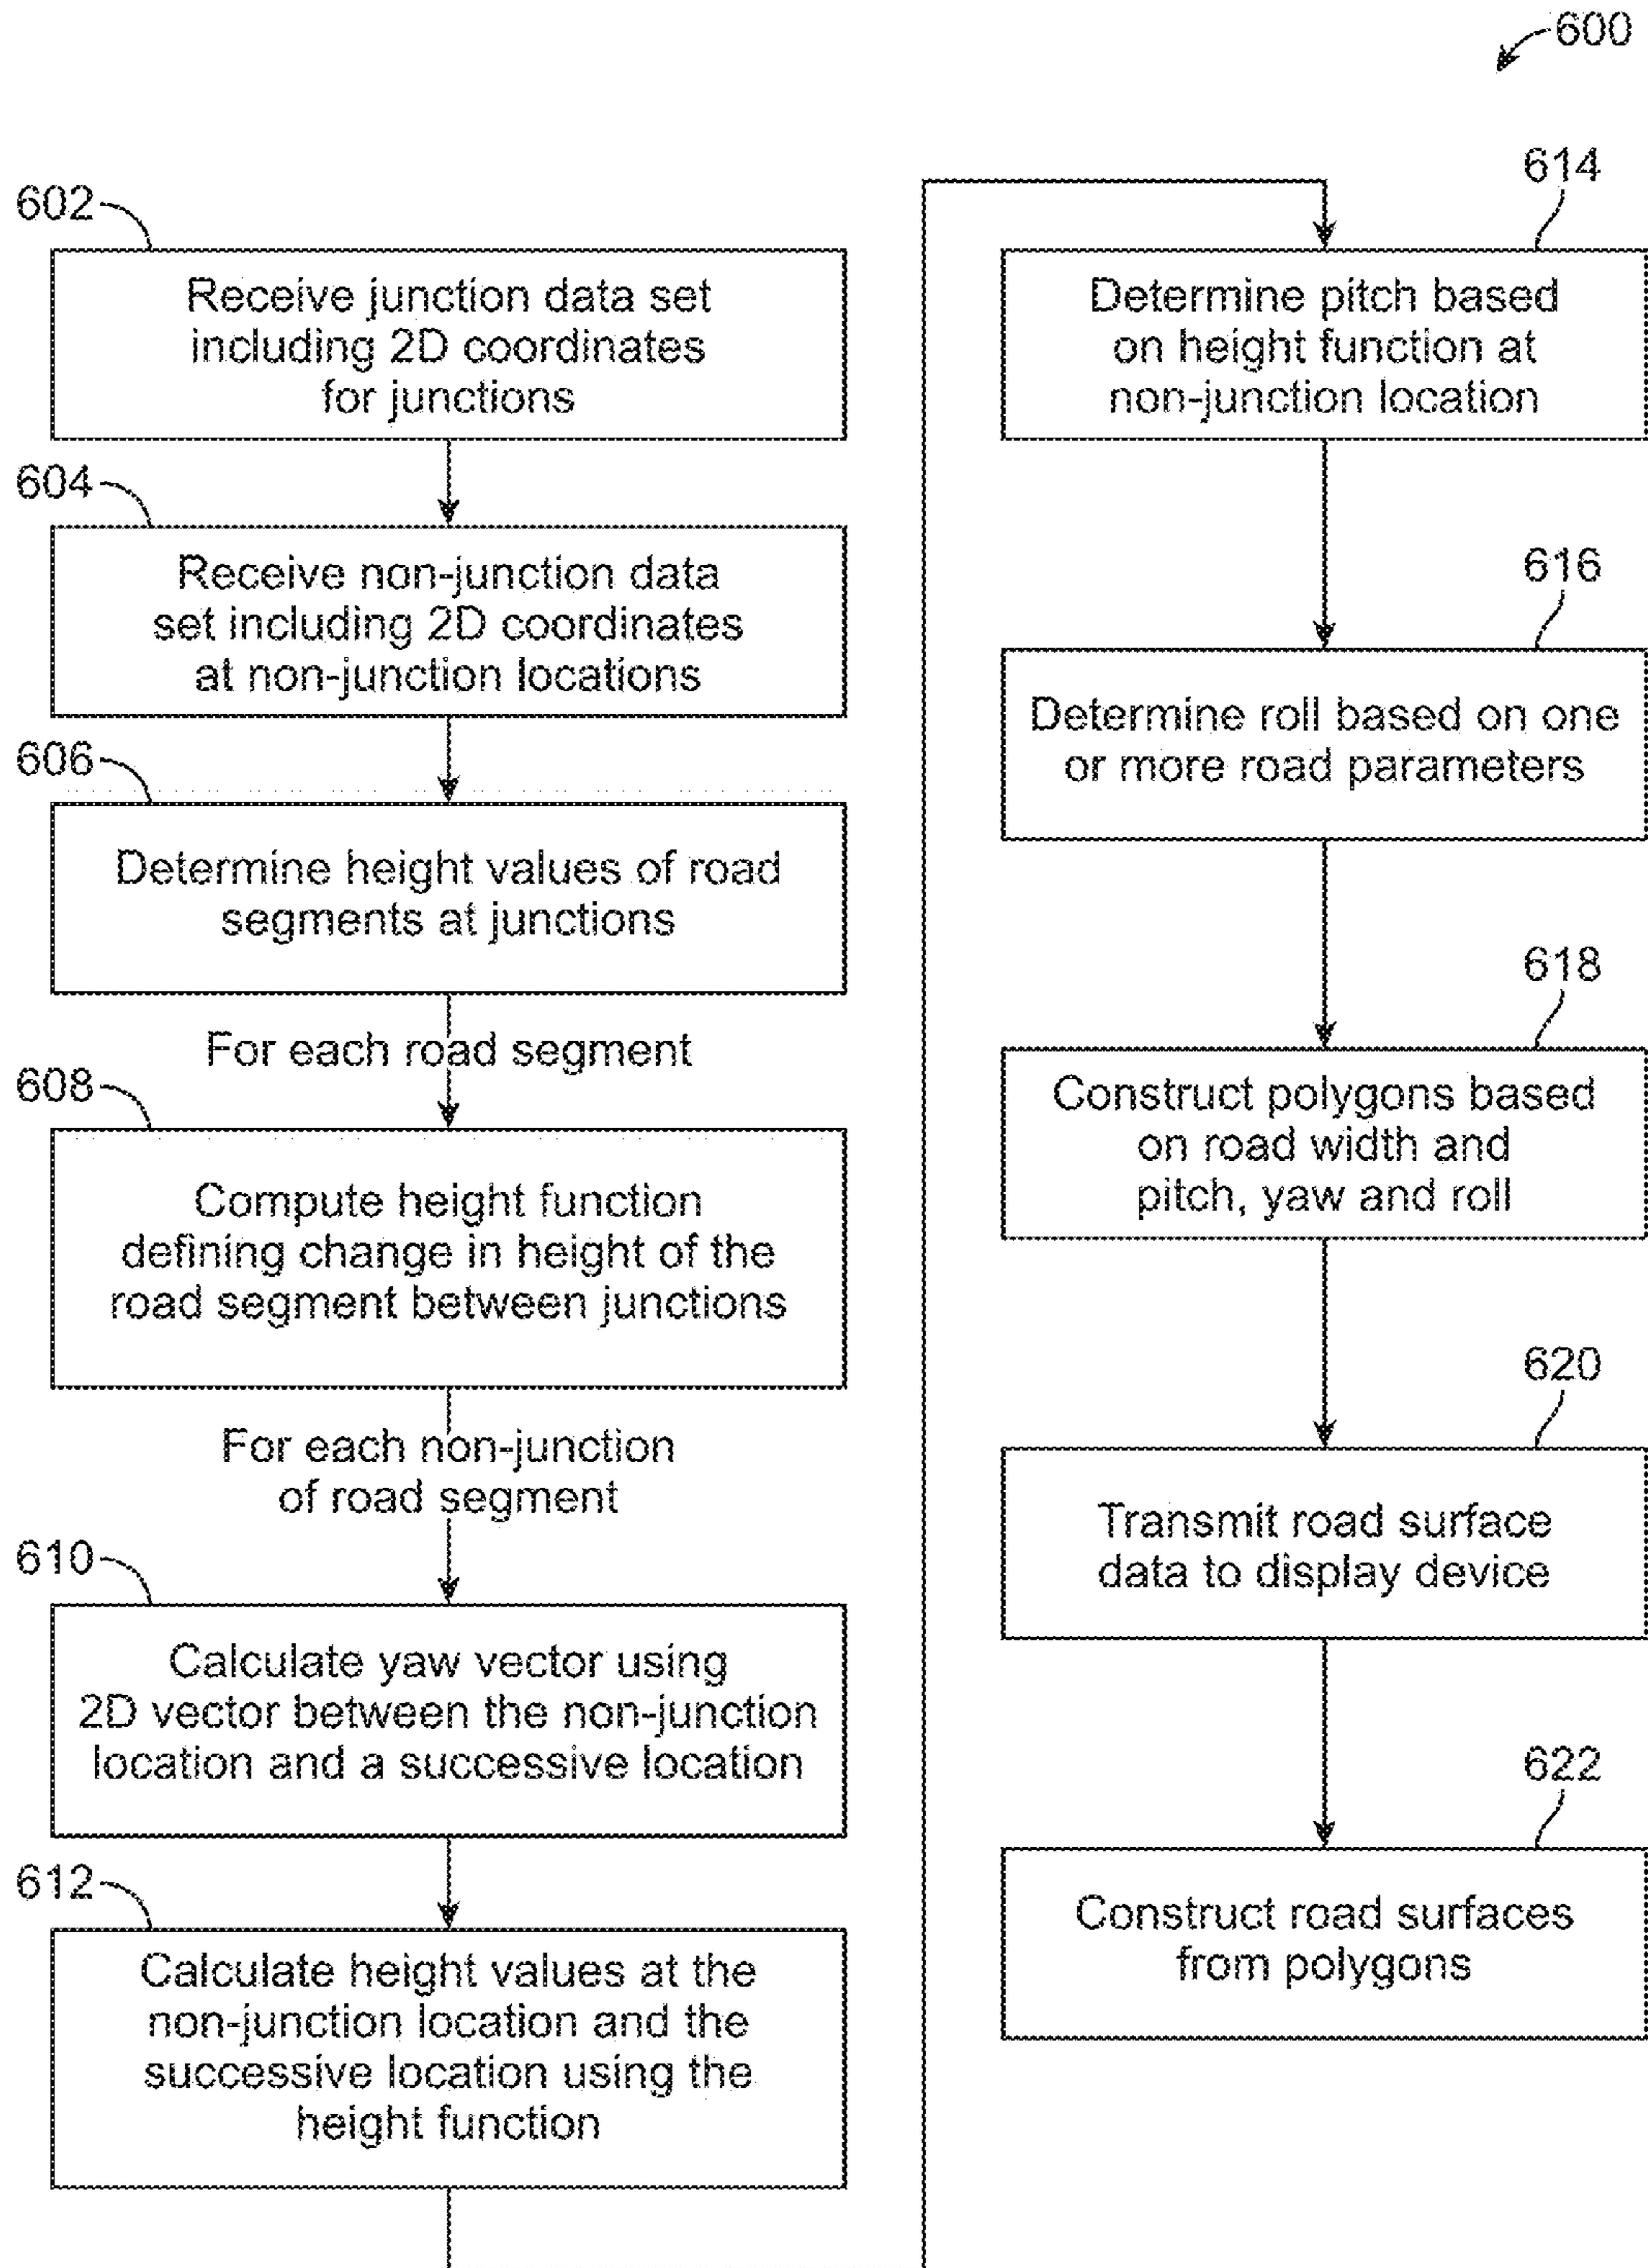 600
602
Receive junction data set
including 2D coordinates
for junctions
604
Receive non-junction data
set including 2D coordinates
at non-junction locations
606
Determine height values of road
segments at junctions
For each road segment
608
Compute height function
defining change in height of the
road segment between junctions
For each non-junction
of road segment
610
Calculate yaw vector using
2D vector between the non-junction
location and a successive location
612
Calculate height values at the
non-junction location and the
successive location using the
height function
614
Determine pitch based
on height function at
non-junction location
616
Determine roll based on one
or more road parameters
618
Construct polygons based
on road width and
pitch, yaw and roll
620
Transmit road surface
data to display device
622
Construct road surfaces
from polygons